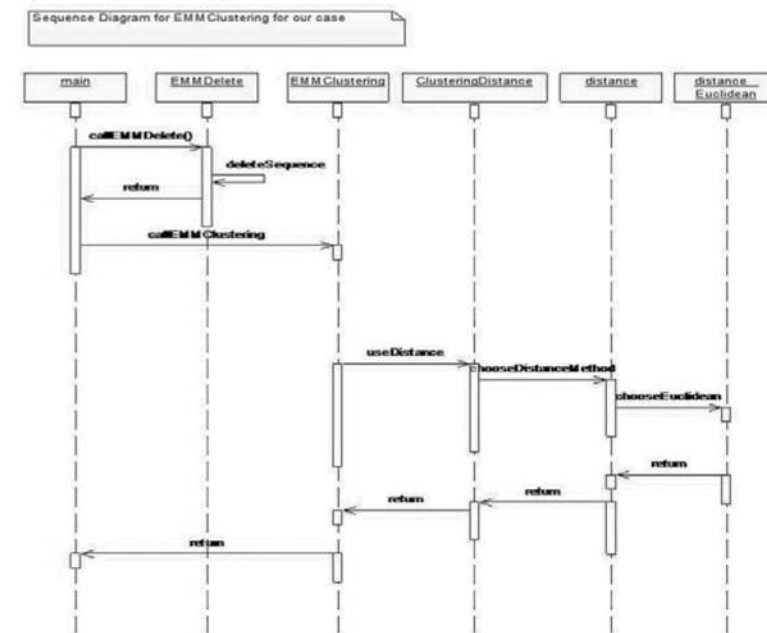 Sequence Diagram for EMMClustering for our case
main
EMMDelete
EMMClustering
ClusteringDistance
distance
distance_
Euclidean
callEMMDelete()
deleteSequence
return
callEMMClustering
useDistance
chooseDistanceMethod
chooseEuclidean
return
return
return
return